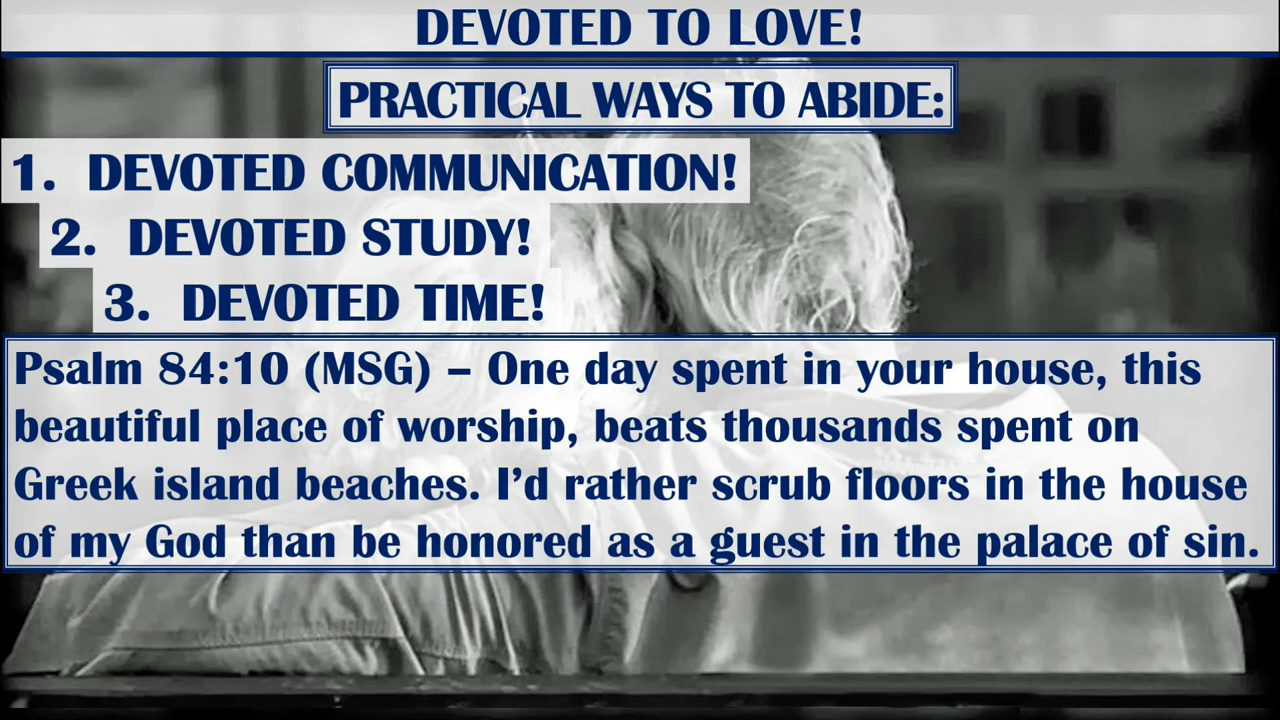 DEVOTED TO LOVE!
PRACTICAL WAYS TO ABIDE:
1. DEVOTED COMMUNICATION!
2. DEVOTED STUDY!
3. DEVOTED TIME!
Psalm 84:10 (MSG) – One day spent in your house, this
beautiful place of worship, beats thousands spent on
Greek island beaches. I’d rather scrub floors in the house
of my God than be honored as a guest in the palace of sin.